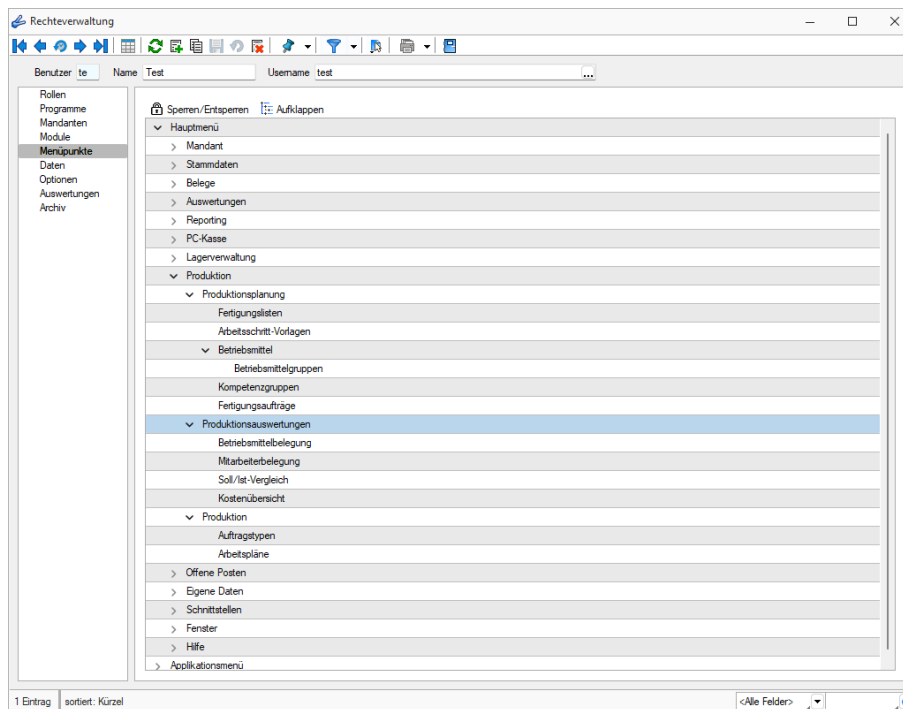 Rechteverwaltung
Benutzer te Name Test Username test ...
Rollen
Programme
Mandanten
Module
Menüpunkte
Daten
Optionen
Auswertungen
Archiv
Sperren/Entsperren Aufklappen
Hauptmenü
Mandant
Stammdaten
Belege
Auswertungen
Reporting
PC-Kasse
Lagerverwaltung
Produktion
Produktionsplanung
Fertigungslisten
Arbeitsschritt-Vorlagen
Betriebsmittel
Betriebsmittelgruppen
Kompetenzgruppen
Fertigungsaufträge
Produktionsauswertungen
Betriebsmittelbelegung
Mitarbeiterbelegung
Soll/Ist-Vergleich
Kostenübersicht
Produktion
Auftragstypen
Arbeitspläne
Offene Posten
Eigene Daten
Schnittstellen
Fenster
Hilfe
Applikationsmenü
1 Eintrag sortiert: Kürzel <Alle Felder>